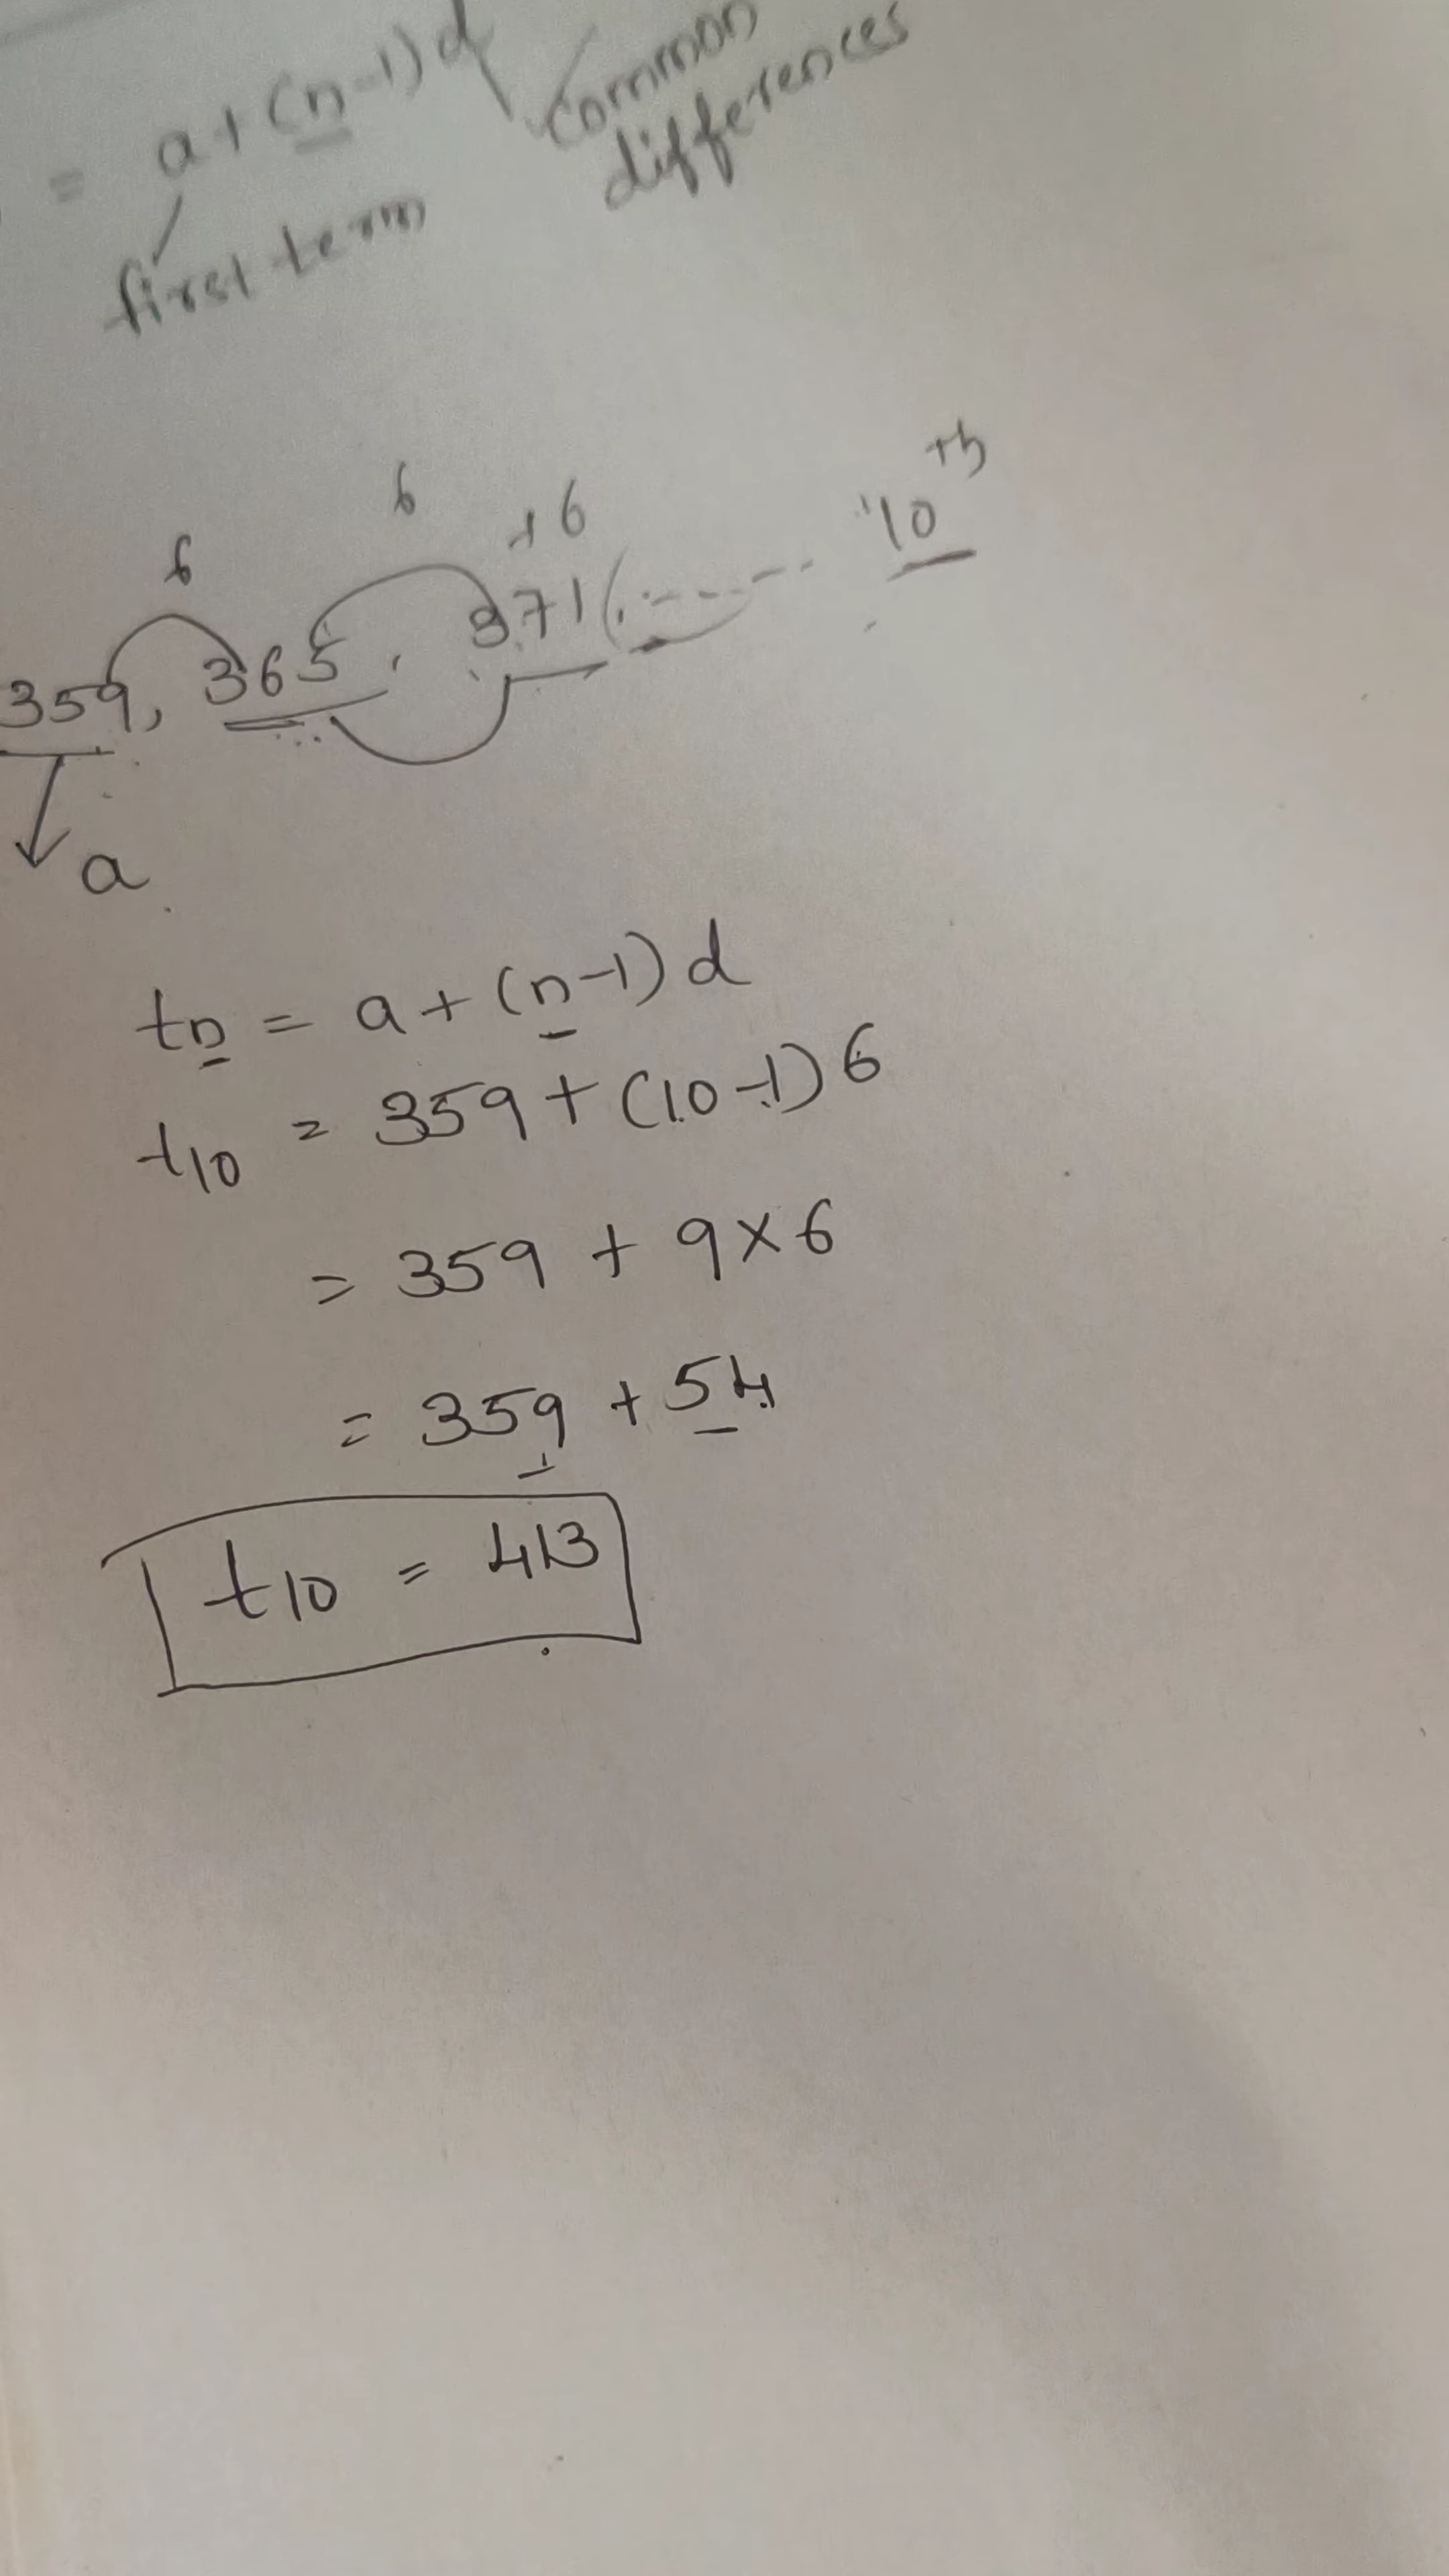 = a+(n-1)d common
differences
first term
6 6 +6
359, 365, 371, ------ 10th
a
tn = a+(n-1)d
t10 = 359+(10-1)6
= 359 + 9×6
= 359 + 54
t10 = 413